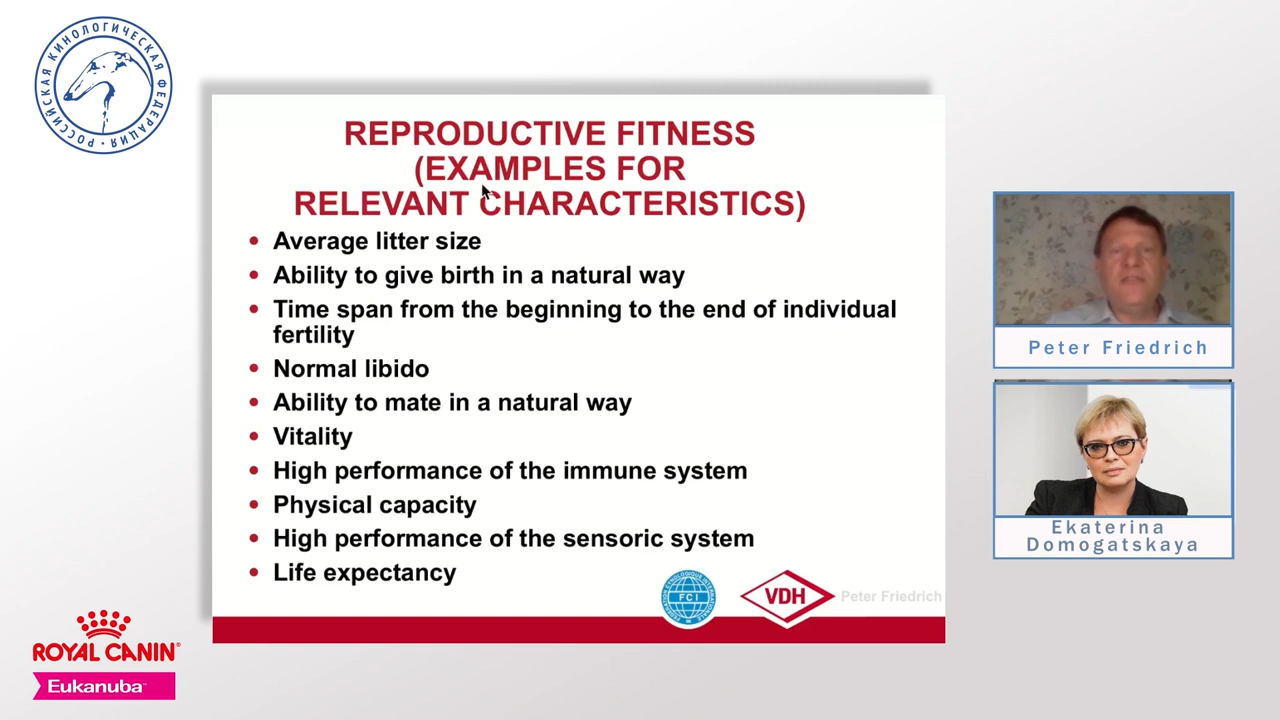 РОССИЙСКАЯ КИНОЛОГИЧЕСКАЯ ФЕДЕРАЦИЯ
REPRODUCTIVE FITNESS
(EXAMPLES FOR
RELEVANT CHARACTERISTICS)
• Average litter size
• Ability to give birth in a natural way
• Time span from the beginning to the end of individual
fertility
• Normal libido
• Ability to mate in a natural way
• Vitality
• High performance of the immune system
• Physical capacity
• High performance of the sensoric system
• Life expectancy
FCI
VDH
Peter Friedrich
Peter Friedrich
Ekaterina
Domogatskaya
ROYAL CANIN
Eukanuba